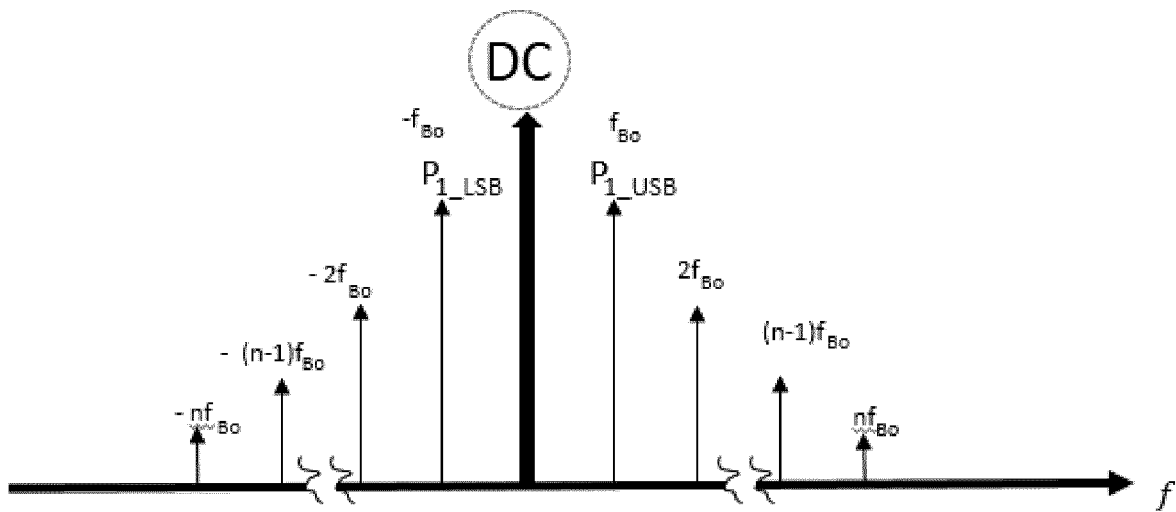 DC
-f_Bo
f_Bo
P_1_LSB
P_1_USB
- 2f_Bo
2f_Bo
- (n-1)f_Bo
(n-1)f_Bo
- nf_Bo
nf_Bo
f